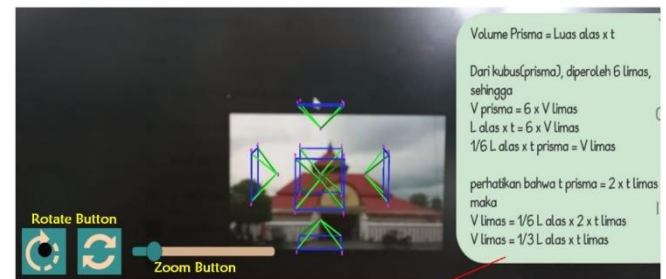 Volume Prisma = Luas alas x t
Dari kubus(prisma), diperoleh 6 limas,
sehingga
V prisma = 6 x V limas
L alas x t = 6 x V limas
1/6 L alas x t prisma = V limas
perhatikan bahwa t prisma = 2 x t limas
maka
V limas = 1/6 L alas x 2 x t limas
V limas = 1/3 L alas x t limas
Rotate Button
Zoom Button